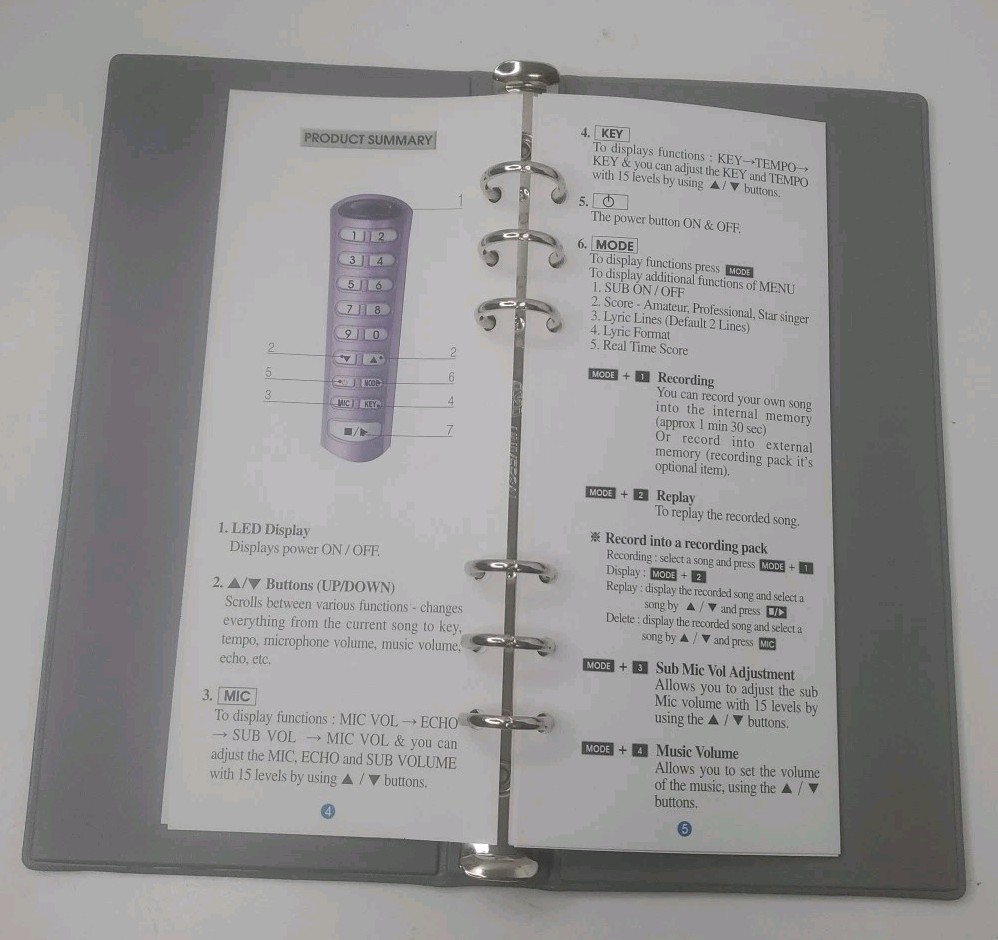 PRODUCT SUMMARY
1
1 2
3 4
5 6
7 8
9 0
2 2
5 MODE 6
3 MIC KEY 4
■/▶ 7
1. LED Display
Displays power ON / OFF.
2. ▲/▼ Buttons (UP/DOWN)
Scrolls between various functions - changes
everything from the current song to key,
tempo, microphone volume, music volume,
echo, etc.
3. MIC
To display functions : MIC VOL → ECHO
→ SUB VOL → MIC VOL & you can
adjust the MIC, ECHO and SUB VOLUME
with 15 levels by using ▲ / ▼ buttons.
4
4. KEY
To displays functions : KEY→TEMPO→
KEY & you can adjust the KEY and TEMPO
with 15 levels by using ▲ / ▼ buttons.
5. ⏻
The power button ON & OFF.
6. MODE
To display functions press MODE
To display additional functions of MENU
1. SUB ON / OFF
2. Score - Amateur, Professional, Star singer
3. Lyric Lines (Default 2 Lines)
4. Lyric Format
5. Real Time Score
MODE + 1 Recording
You can record your own song
into the internal memory
(approx 1 min 30 sec)
Or record into external
memory (recording pack it's
optional item).
MODE + 2 Replay
To replay the recorded song.
※ Record into a recording pack
Recording : select a song and press MODE + 1
Display : MODE + 2
Replay : display the recorded song and select a
song by ▲ / ▼ and press ■/▶
Delete : display the recorded song and select a
song by ▲ / ▼ and press MIC
MODE + 3 Sub Mic Vol Adjustment
Allows you to adjust the sub
Mic volume with 15 levels by
using the ▲ / ▼ buttons.
MODE + 4 Music Volume
Allows you to set the volume
of the music, using the ▲ / ▼
buttons.
5